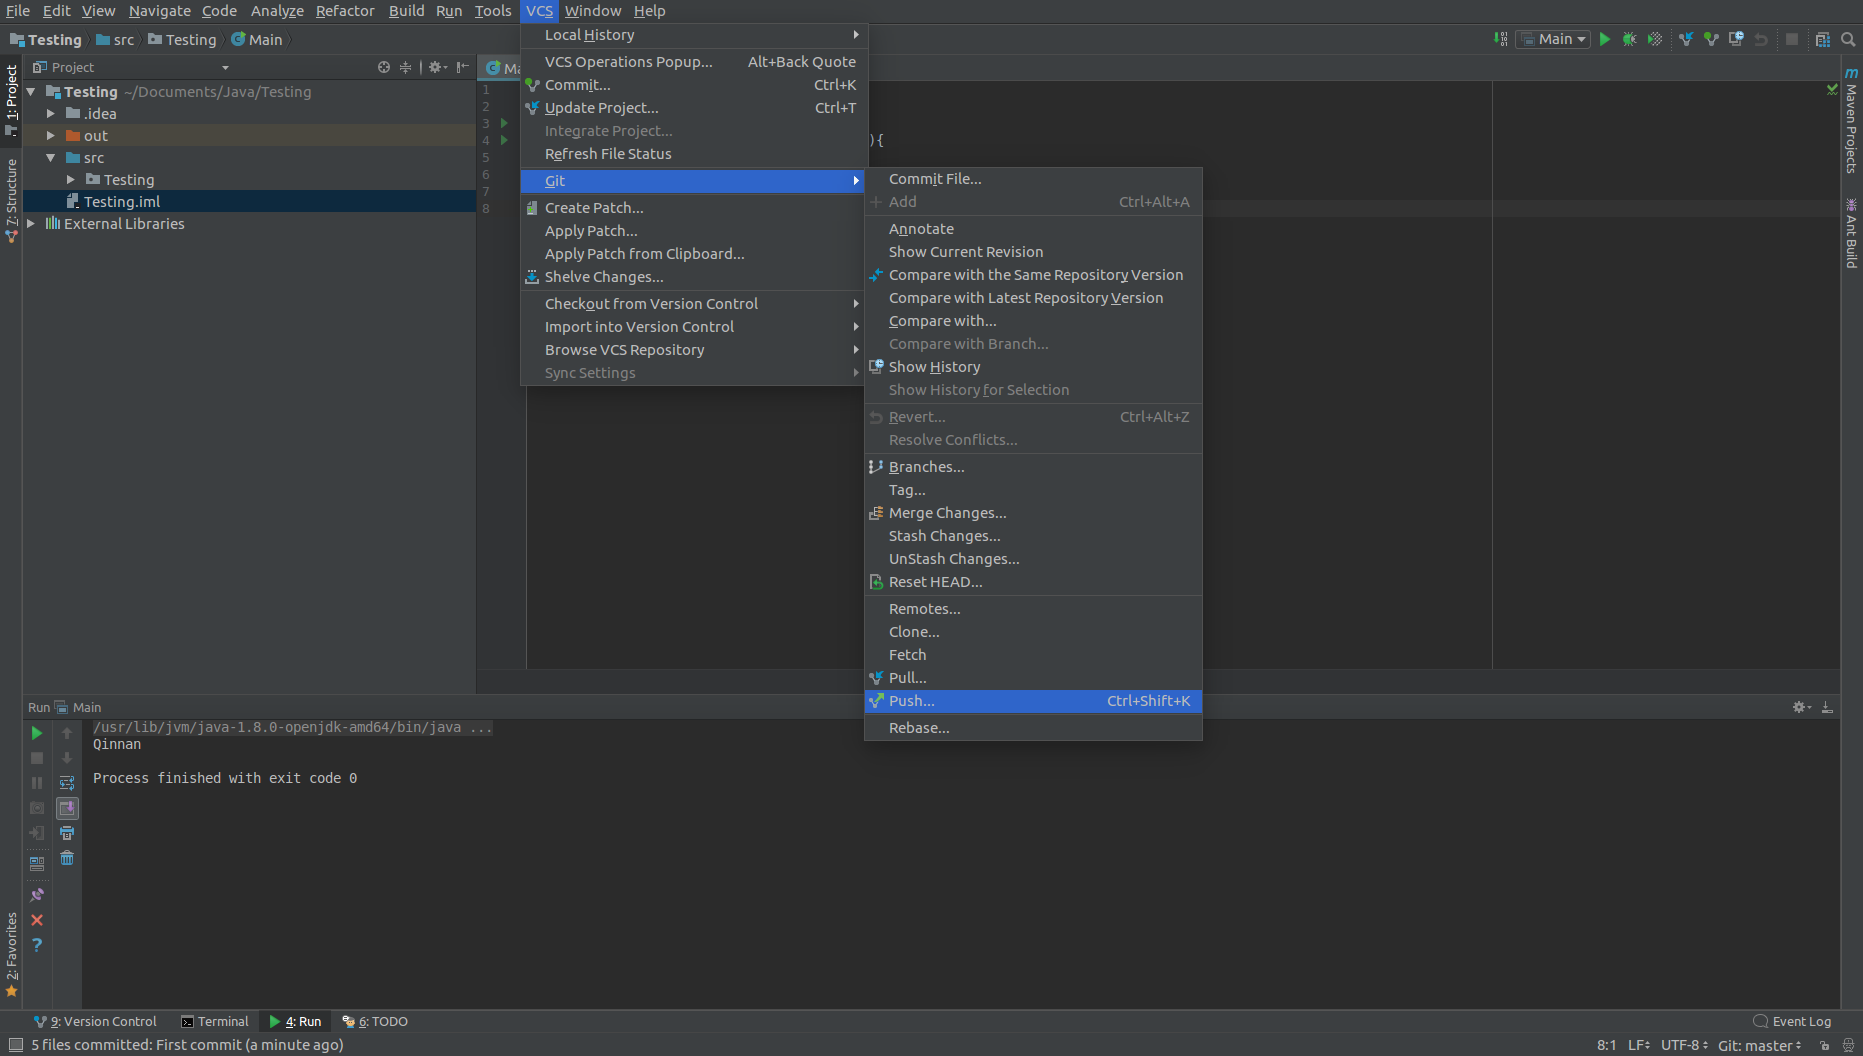 File Edit View Navigate Code Analyze Refactor Build Run Tools VCS Window Help
Testing src Testing Main
Main
Project
Testing ~/Documents/Java/Testing
.idea
out
src
Testing
Testing.iml
External Libraries
1: Project
7: Structure
2: Favorites
Maven Projects
Ant Build
1
2
3
4
5
6
7
8
){
Local History
VCS Operations Popup... Alt+Back Quote
Commit... Ctrl+K
Update Project... Ctrl+T
Integrate Project...
Refresh File Status
Git
Create Patch...
Apply Patch...
Apply Patch from Clipboard...
Shelve Changes...
Checkout from Version Control
Import into Version Control
Browse VCS Repository
Sync Settings
Commit File...
Add Ctrl+Alt+A
Annotate
Show Current Revision
Compare with the Same Repository Version
Compare with Latest Repository Version
Compare with...
Compare with Branch...
Show History
Show History for Selection
Revert... Ctrl+Alt+Z
Resolve Conflicts...
Branches...
Tag...
Merge Changes...
Stash Changes...
UnStash Changes...
Reset HEAD...
Remotes...
Clone...
Fetch
Pull...
Push... Ctrl+Shift+K
Rebase...
Run Main
/usr/lib/jvm/java-1.8.0-openjdk-amd64/bin/java ...
Qinnan
Process finished with exit code 0
9: Version Control Terminal 4: Run 6: TODO Event Log
5 files committed: First commit (a minute ago) 8:1 LF UTF-8 Git: master